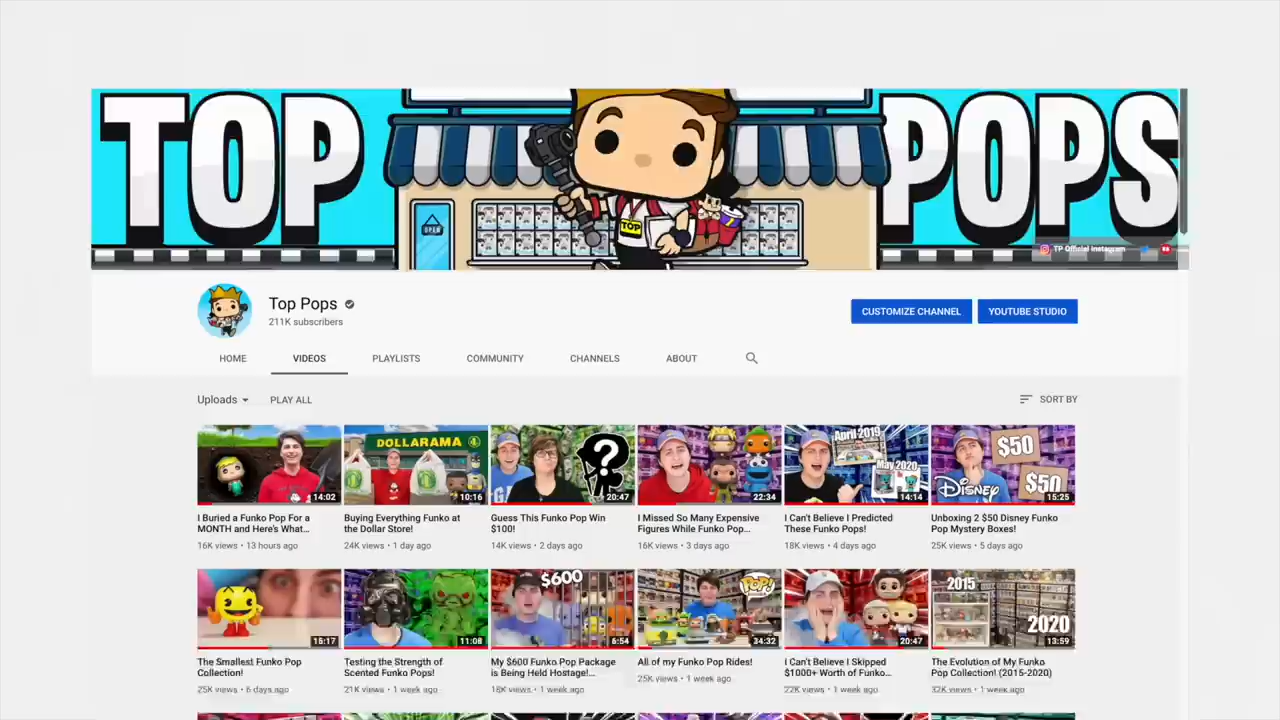 TOP POPS
OPEN
TOP
TP Official Instagram
Top Pops
211K subscribers
CUSTOMIZE CHANNEL
YOUTUBE STUDIO
HOME
VIDEOS
PLAYLISTS
COMMUNITY
CHANNELS
ABOUT
Uploads
PLAY ALL
SORT BY
14:02
DOLLARAMA
10:16
?
20:47
22:34
April 2019
May 2020
14:14
$50
$50
DISNEY
15:25
I Buried a Funko Pop For a
MONTH and Here's What...
16K views • 13 hours ago
Buying Everything Funko at
the Dollar Store!
24K views • 1 day ago
Guess This Funko Pop Win
$100!
14K views • 2 days ago
I Missed So Many Expensive
Figures While Funko Pop...
16K views • 3 days ago
I Can't Believe I Predicted
These Funko Pops!
18K views • 4 days ago
Unboxing 2 $50 Disney Funko
Pop Mystery Boxes!
25K views • 5 days ago
15:17
11:08
$600
6:54
POP!
34:32
20:47
2015
2020
13:59
The Smallest Funko Pop
Collection!
25K views • 6 days ago
Testing the Strength of
Scented Funko Pops!
21K views • 1 week ago
My $600 Funko Pop Package
is Being Held Hostage!...
18K views • 1 week ago
All of my Funko Pop Rides!
25K views • 1 week ago
I Can't Believe I Skipped
$1000+ Worth of Funko...
22K views • 1 week ago
The Evolution of My Funko
Pop Collection! (2015-2020)
32K views • 1 week ago